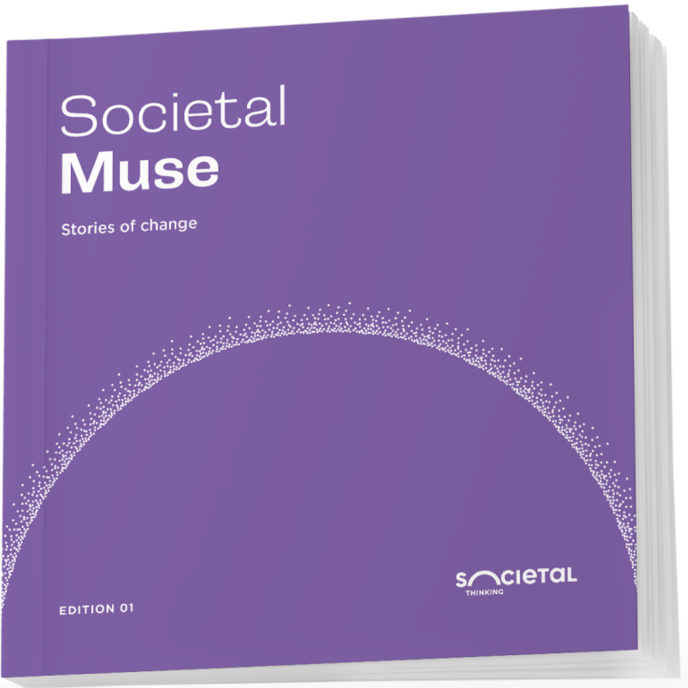 Societal
Muse
Stories of change
EDITION 01
SOCIETAL
THINKING